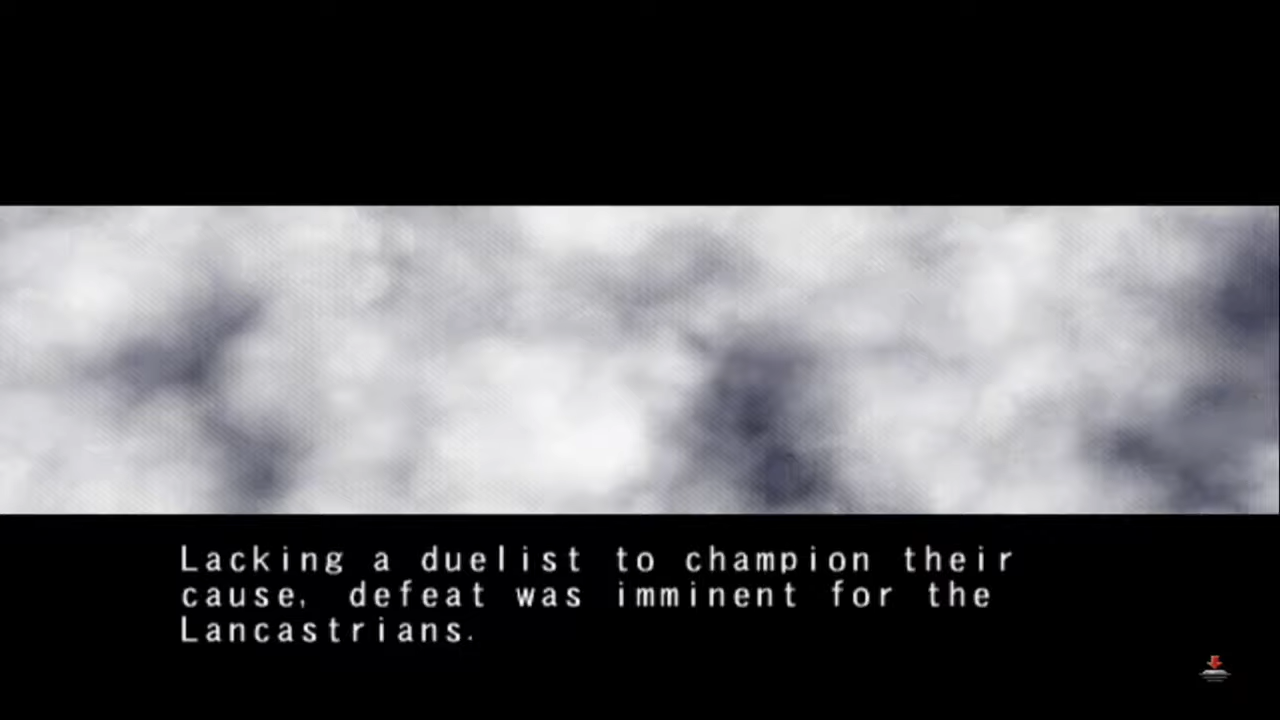 Lacking a duelist to champion their
cause, defeat was imminent for the
Lancastrians.